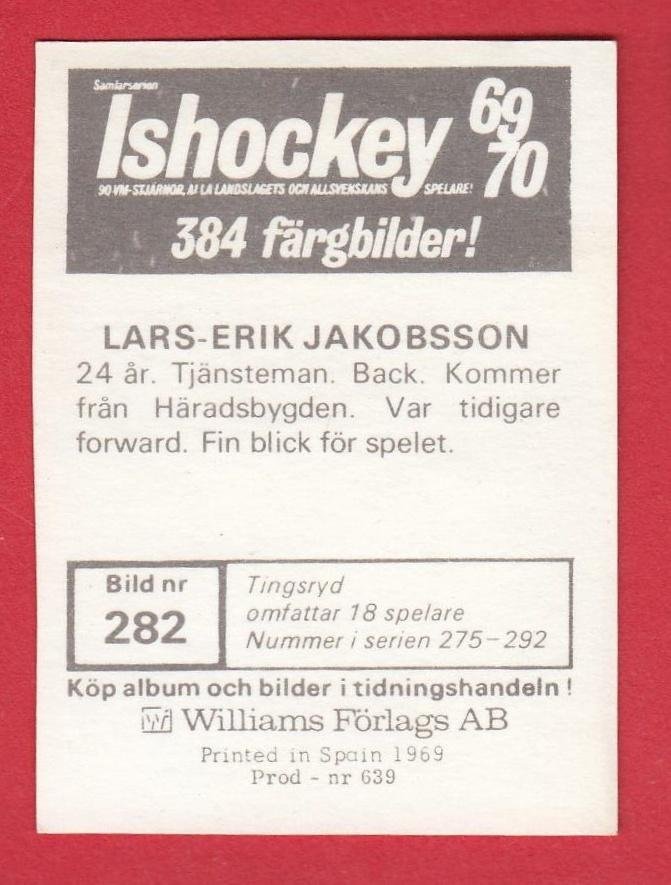 Samlarserien
Ishockey 69
70
90 VM-STJÄRNOR, ALLA LANDSLAGETS OCH ALLSVENSKANS SPELARE!
384 färgbilder!
LARS-ERIK JAKOBSSON
24 år. Tjänsteman. Back. Kommer
från Häradsbygden. Var tidigare
forward. Fin blick för spelet.
Bild nr
282
Tingsryd
omfattar 18 spelare
Nummer i serien 275-292
Köp album och bilder i tidningshandeln!
Williams Förlags AB
Printed in Spain 1969
Prod - nr 639